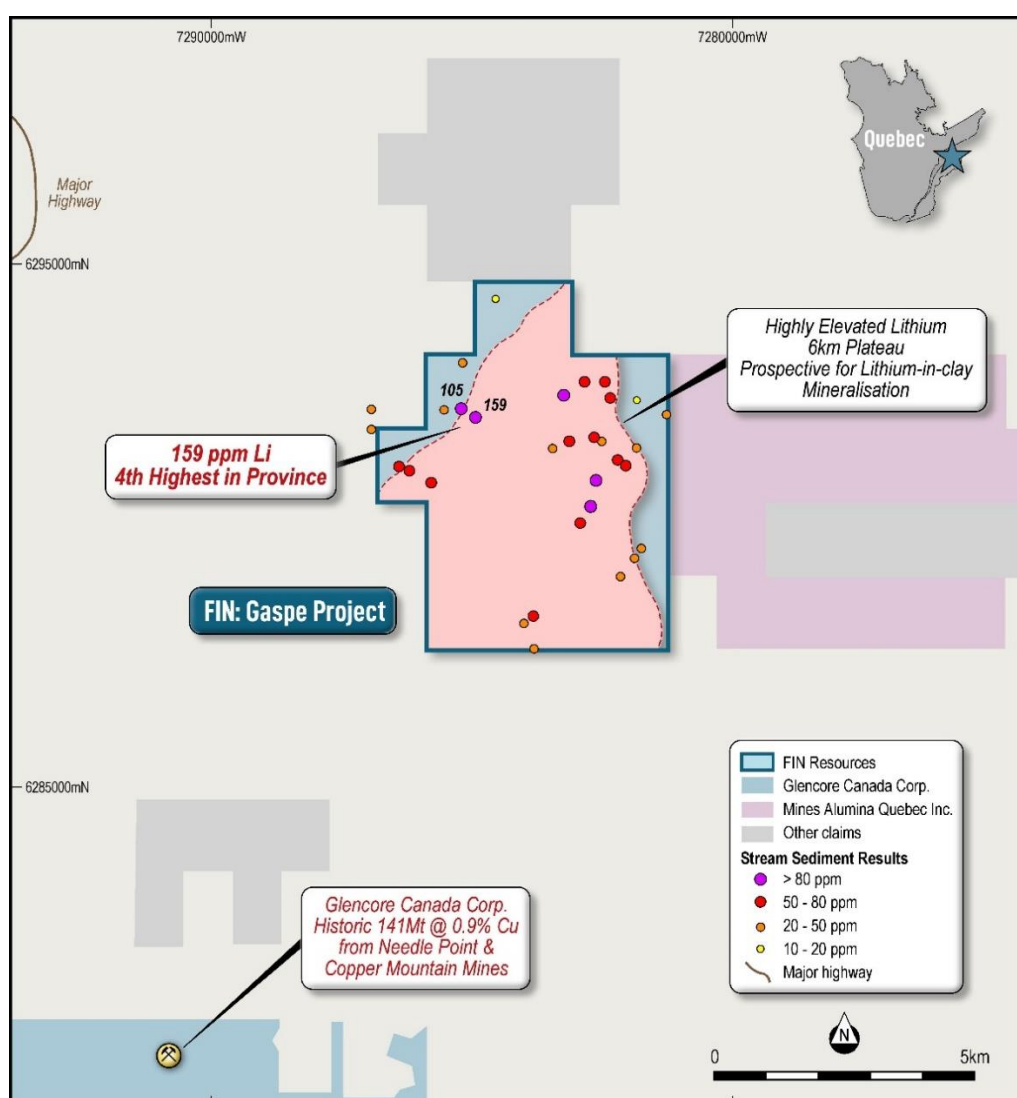 7290000mW
7280000mW
Quebec
Major
Highway
6295000mN
Highly Elevated Lithium
6km Plateau
Prospective for Lithium-in-clay
Mineralisation
105
159
159 ppm Li
4th Highest in Province
FIN: Gaspe Project
6285000mN
FIN Resources
Glencore Canada Corp.
Mines Alumina Quebec Inc.
Other claims
Stream Sediment Results
> 80 ppm
50 - 80 ppm
20 - 50 ppm
10 - 20 ppm
Major highway
Glencore Canada Corp.
Historic 141Mt @ 0.9% Cu
from Needle Point &
Copper Mountain Mines
N
0
5km